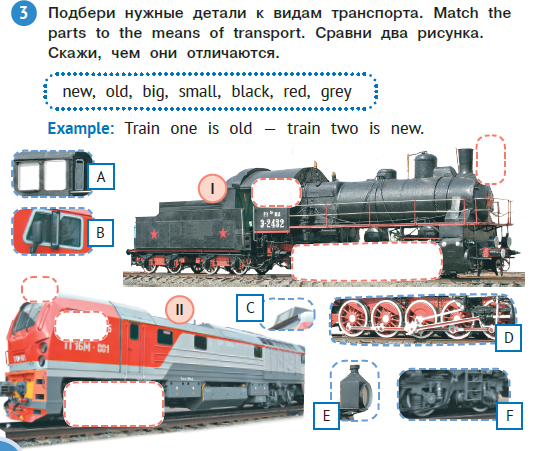 3 Подбери нужные детали к видам транспорта. Match the
parts to the means of transport. Сравни два рисунка.
Скажи, чем они отличаются.
new, old, big, small, black, red, grey
Example: Train one is old — train two is new.
A
I
B
Э-2432
II
C
D
E
F